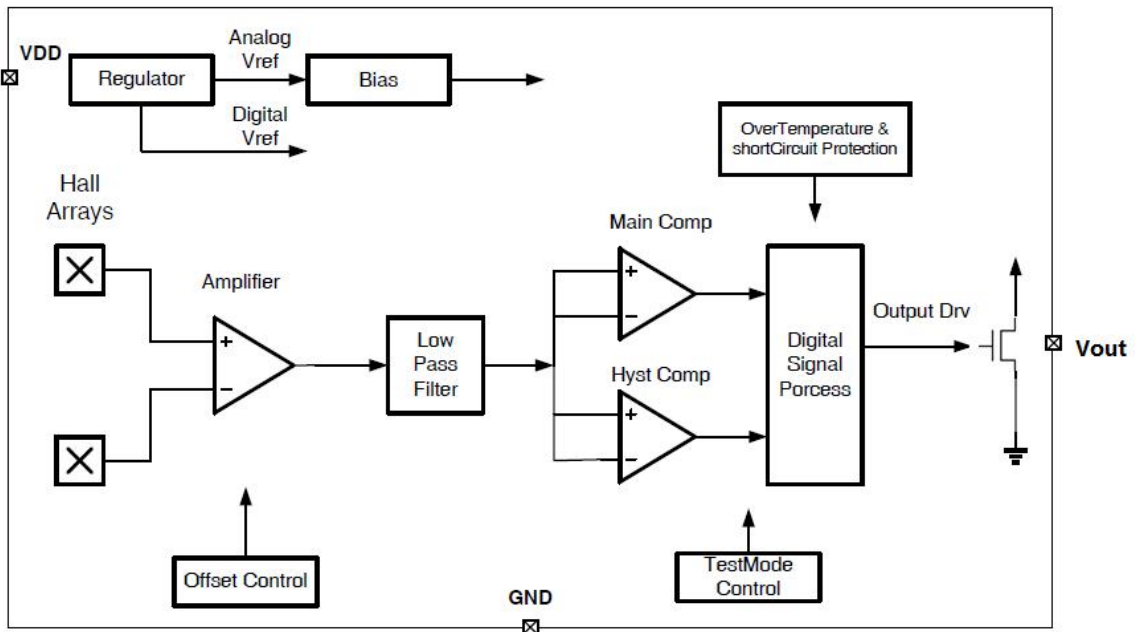 VDD
Analog
Vref
Regulator
Bias
Digital
Vref
OverTemperature &
shortCircuit Protection
Hall
Arrays
Main Comp
Amplifier
Output Drv
Low
Pass
Filter
Digital
Signal
Porcess
Vout
Hyst Comp
Offset Control
TestMode
Control
GND